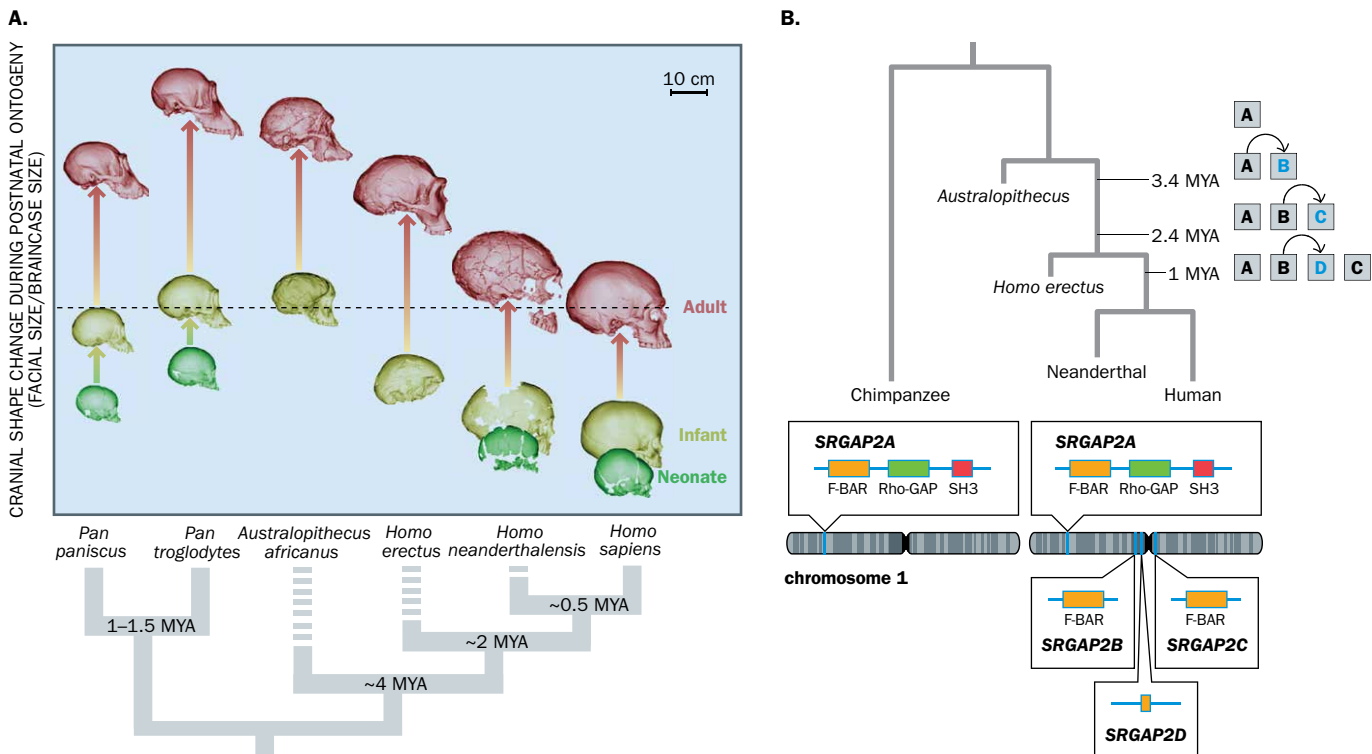 A.
CRANIAL SHAPE CHANGE DURING POSTNATAL ONTOGENY
(FACIAL SIZE/BRAINCASE SIZE)
10 cm
Adult
Infant
Neonate
Pan
paniscus
Pan
troglodytes
Australopithecus
africanus
Homo
erectus
Homo
neanderthalensis
Homo
sapiens
~0.5 MYA
1–1.5 MYA
~2 MYA
~4 MYA
B.
A
A B
3.4 MYA
Australopithecus
A B C
2.4 MYA
A B D C
1 MYA
Homo erectus
Neanderthal
Chimpanzee
Human
SRGAP2A
F-BAR Rho-GAP SH3
SRGAP2A
F-BAR Rho-GAP SH3
chromosome 1
F-BAR
SRGAP2B
F-BAR
SRGAP2C
SRGAP2D